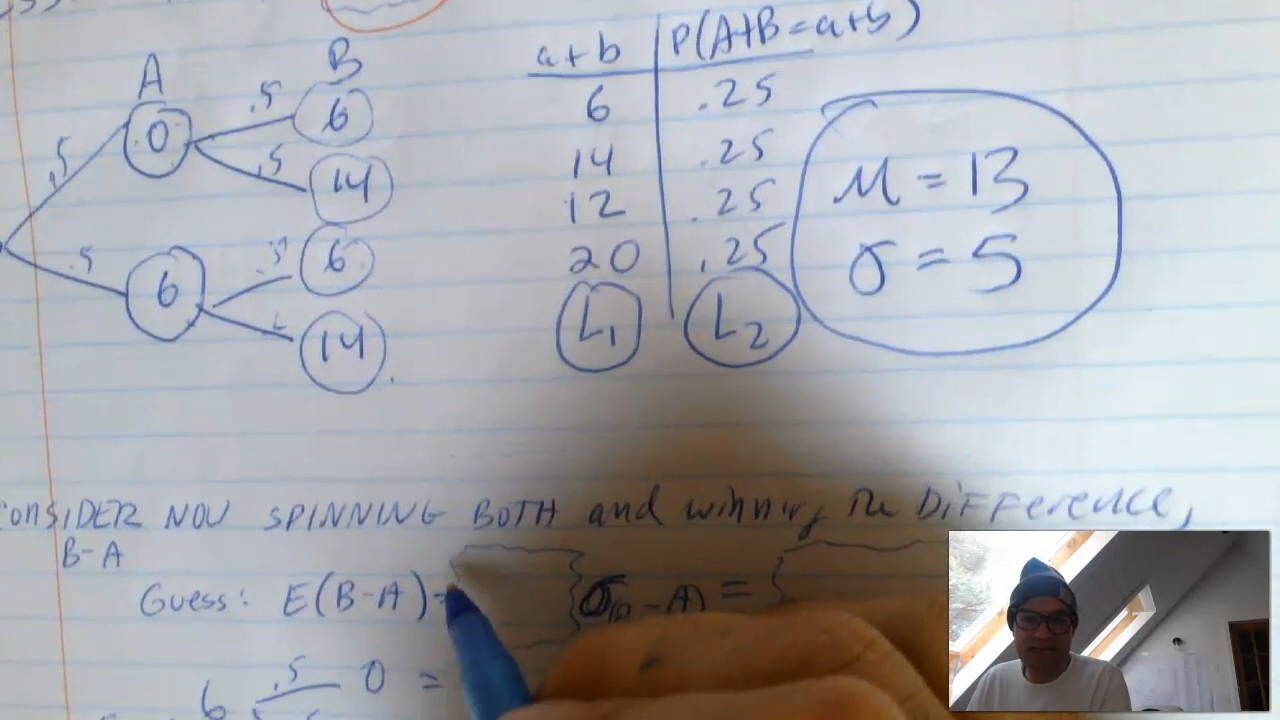 A B
a+b P(A+B=a+b)
.5 0 .5 6
.5 14
.5 6 .5 6
14
6 .25
14 .25
12 .25
20 .25
L1 L2
μ = 13
σ = 5
CONSIDER NOW SPINNING BOTH and winning The DIFFERENCE,
B-A
Guess: E(B-A) = σ(B-A) =
6 .5 0 =